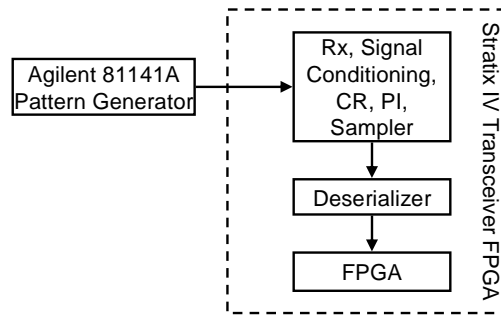 Agilent 81141A
Pattern Generator
Rx, Signal
Conditioning,
CR, PI,
Sampler
Deserializer
FPGA
Stratix IV Transceiver FPGA